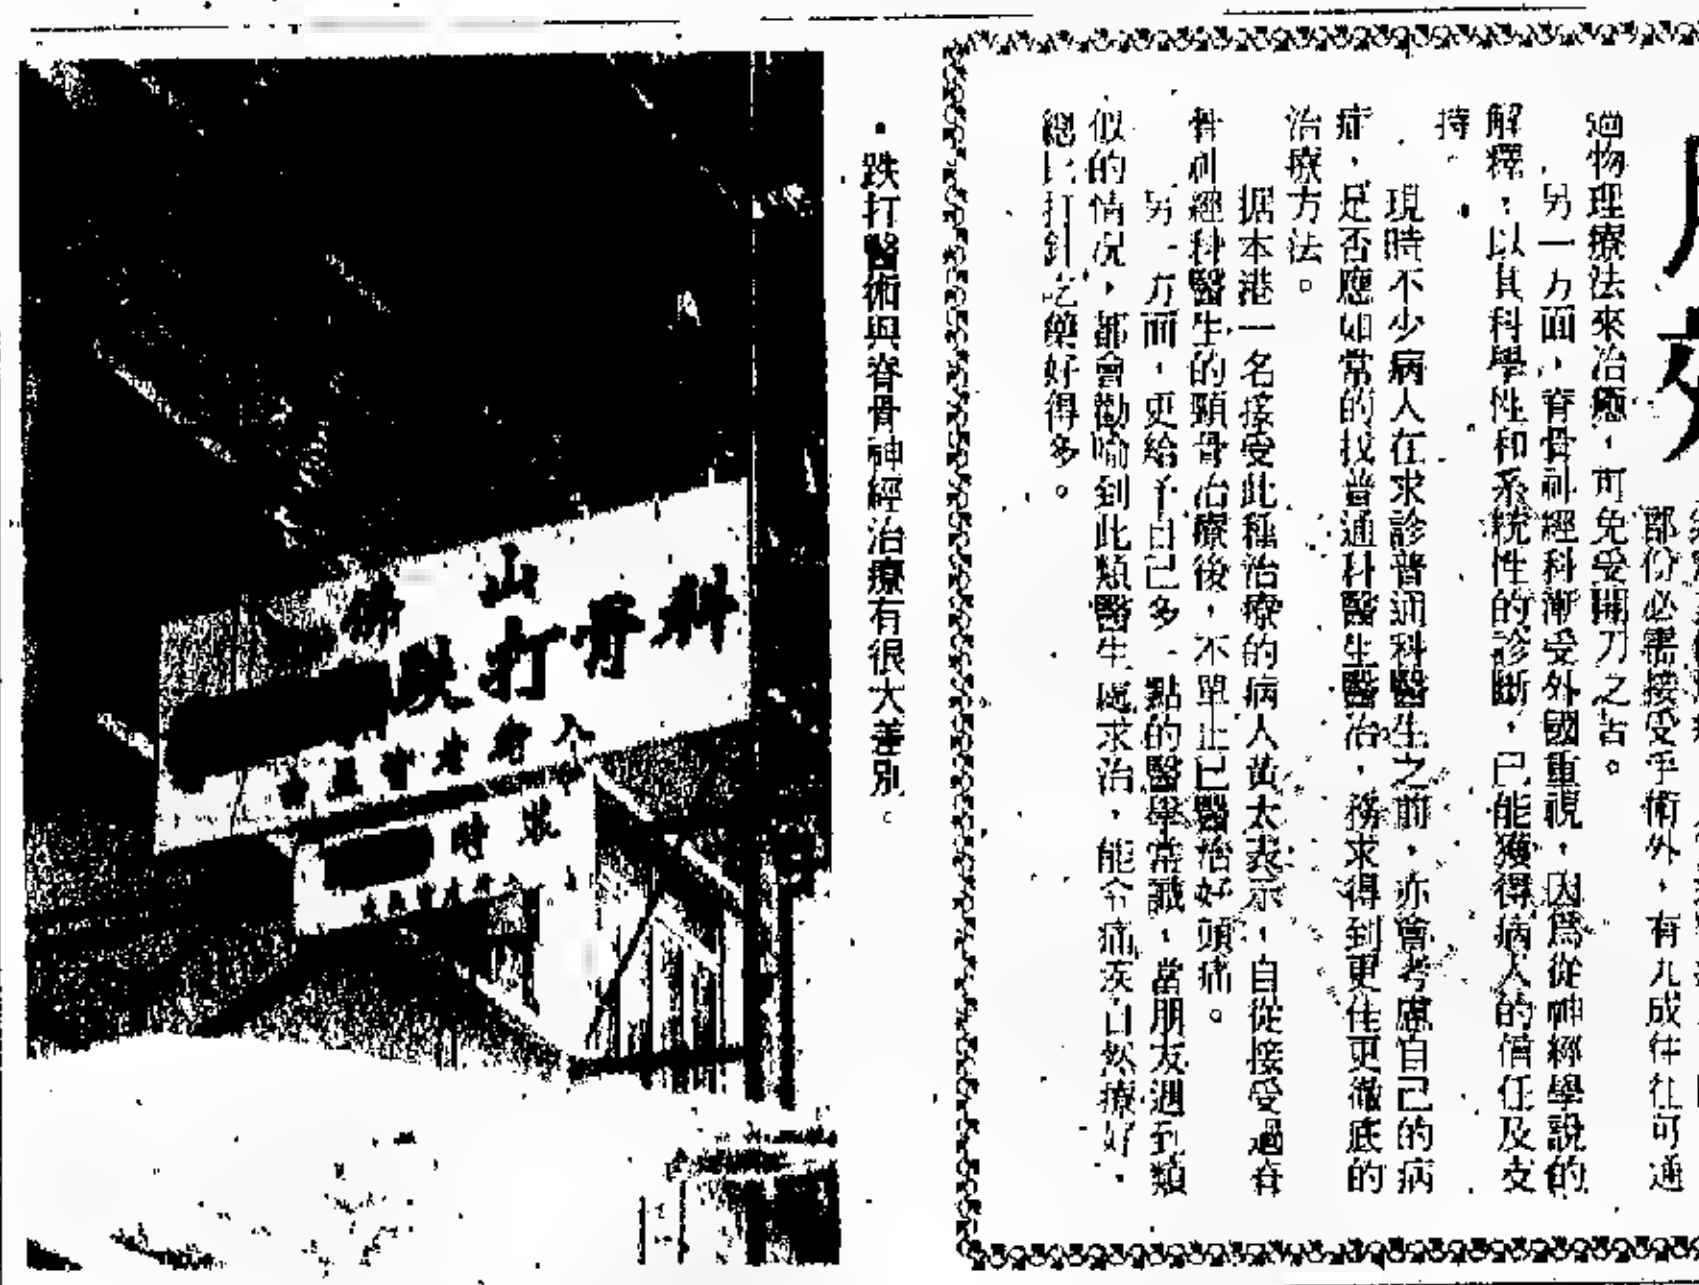 部份必需接受手術外，有九成往往可通
過物理療法來治癒，可免受開刀之苦。
另一方面，脊骨神經科漸受外國重視，因爲從神經學說的
解釋，以其科學性和系統性的診斷，已能獲得病人的信任及支
持。
現時不少病人在求診普通科醫生之前，亦會考慮自己的病
症，是否應如常的找普通科醫生醫治，務求得到更佳更徹底的
治療方法。
据本港一名接受此種治療的病人黃太表示，自從接受過脊
骨神經科醫生的頸骨治療後，不單止已醫治好頭痛。
另一方面，更給予自己多一點的醫學常識，當朋友遇到類
似的情况，都會勸喻到此類醫生處求治，能令痛疾自然療好，
總比打針吃藥好得多。
•跌打醫術與脊骨神經治療有很大差別。
佛山
跌打骨科
時裝